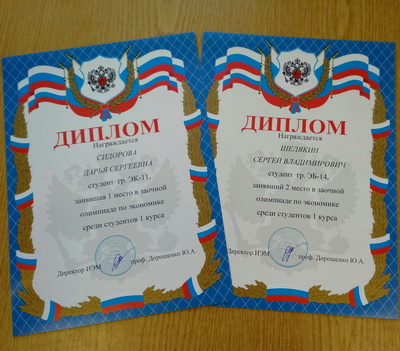 ДИПЛОМ
Награждается
СИДОРОВА
ДАРЬЯ СЕРГЕЕВНА
студент гр. ЭК-11,
занявшая 1 место в заочной
олимпиаде по экономике
среди студентов 1 курса
Директор ИЭМ проф. Дорошенко Ю.А.
ДИПЛОМ
Награждается
ШЕЛЯКИН
СЕРГЕЙ ВЛАДИМИРОВИЧ
студент гр. ЭБ-14,
занявший 2 место в заочной
олимпиаде по экономике
среди студентов 1 курса
Директор ИЭМ проф. Дорошенко Ю.А.